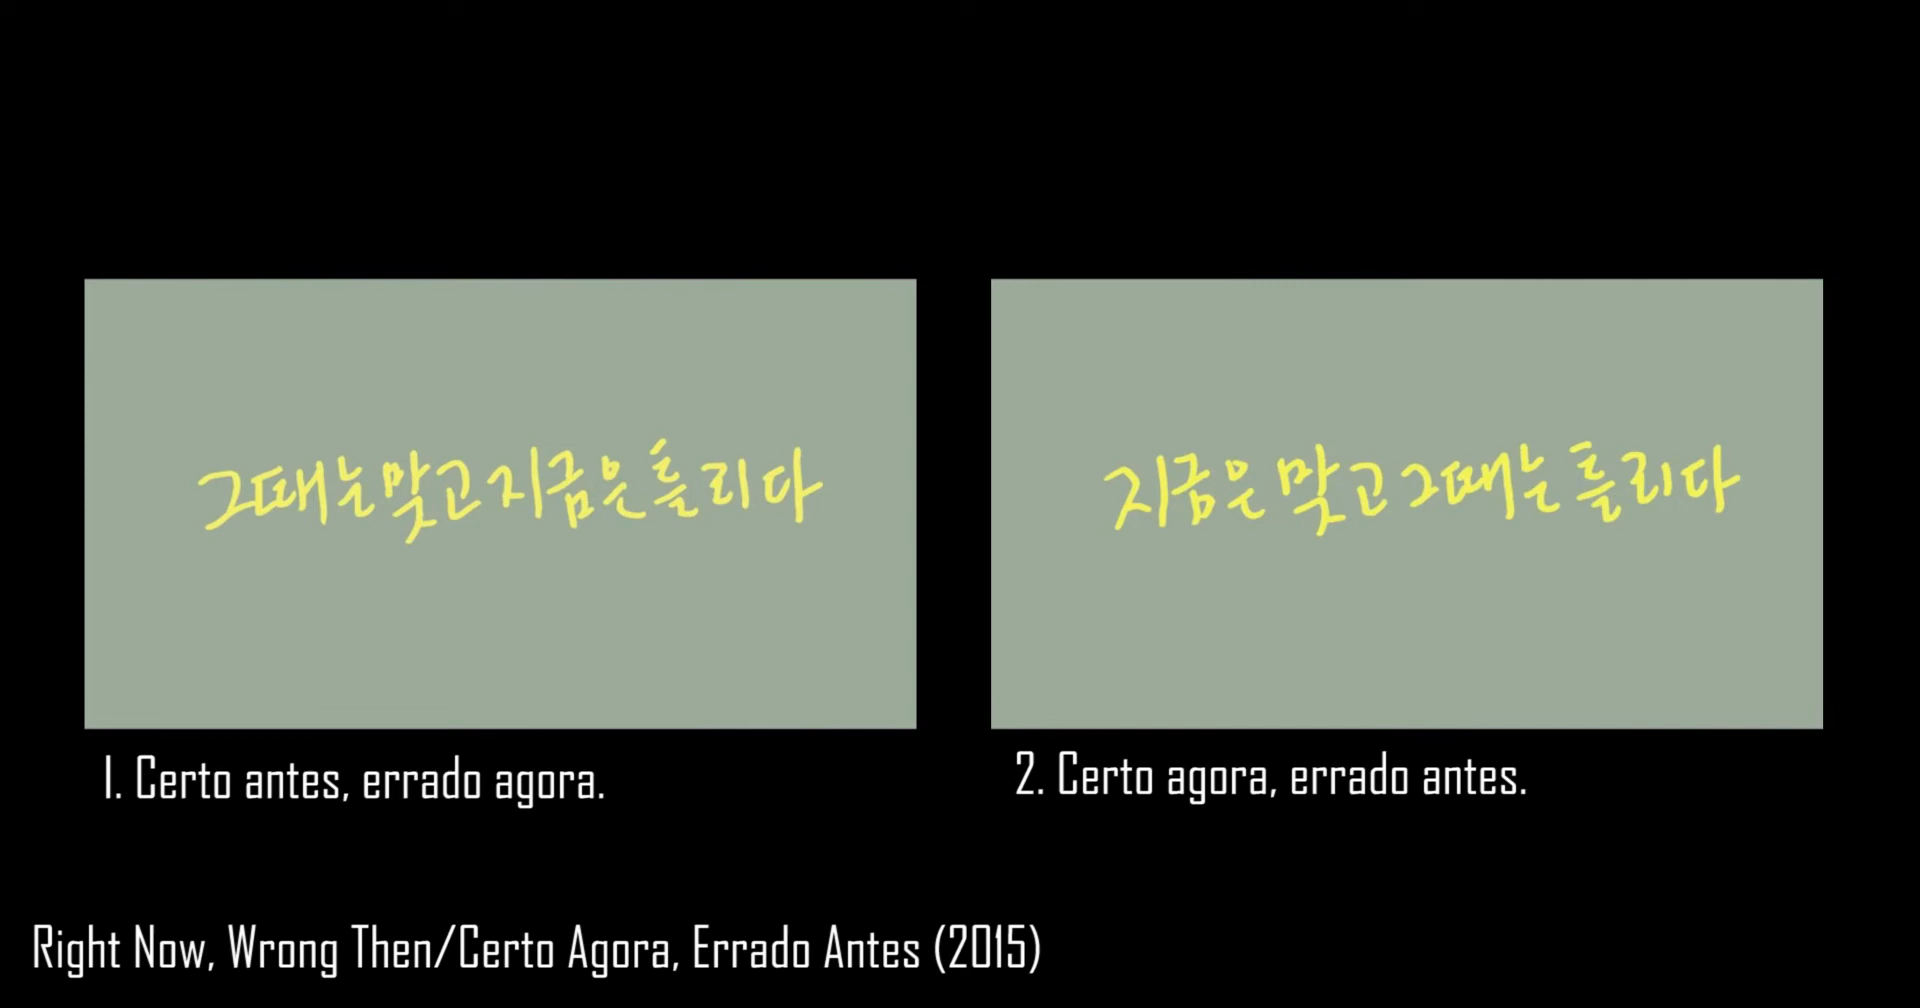 그때는맞고지금은틀리다
지금은 맞고그때는틀리다
1. Certo antes, errado agora.
2. Certo agora, errado antes.
Right Now, Wrong Then/Certo Agora, Errado Antes (2015)